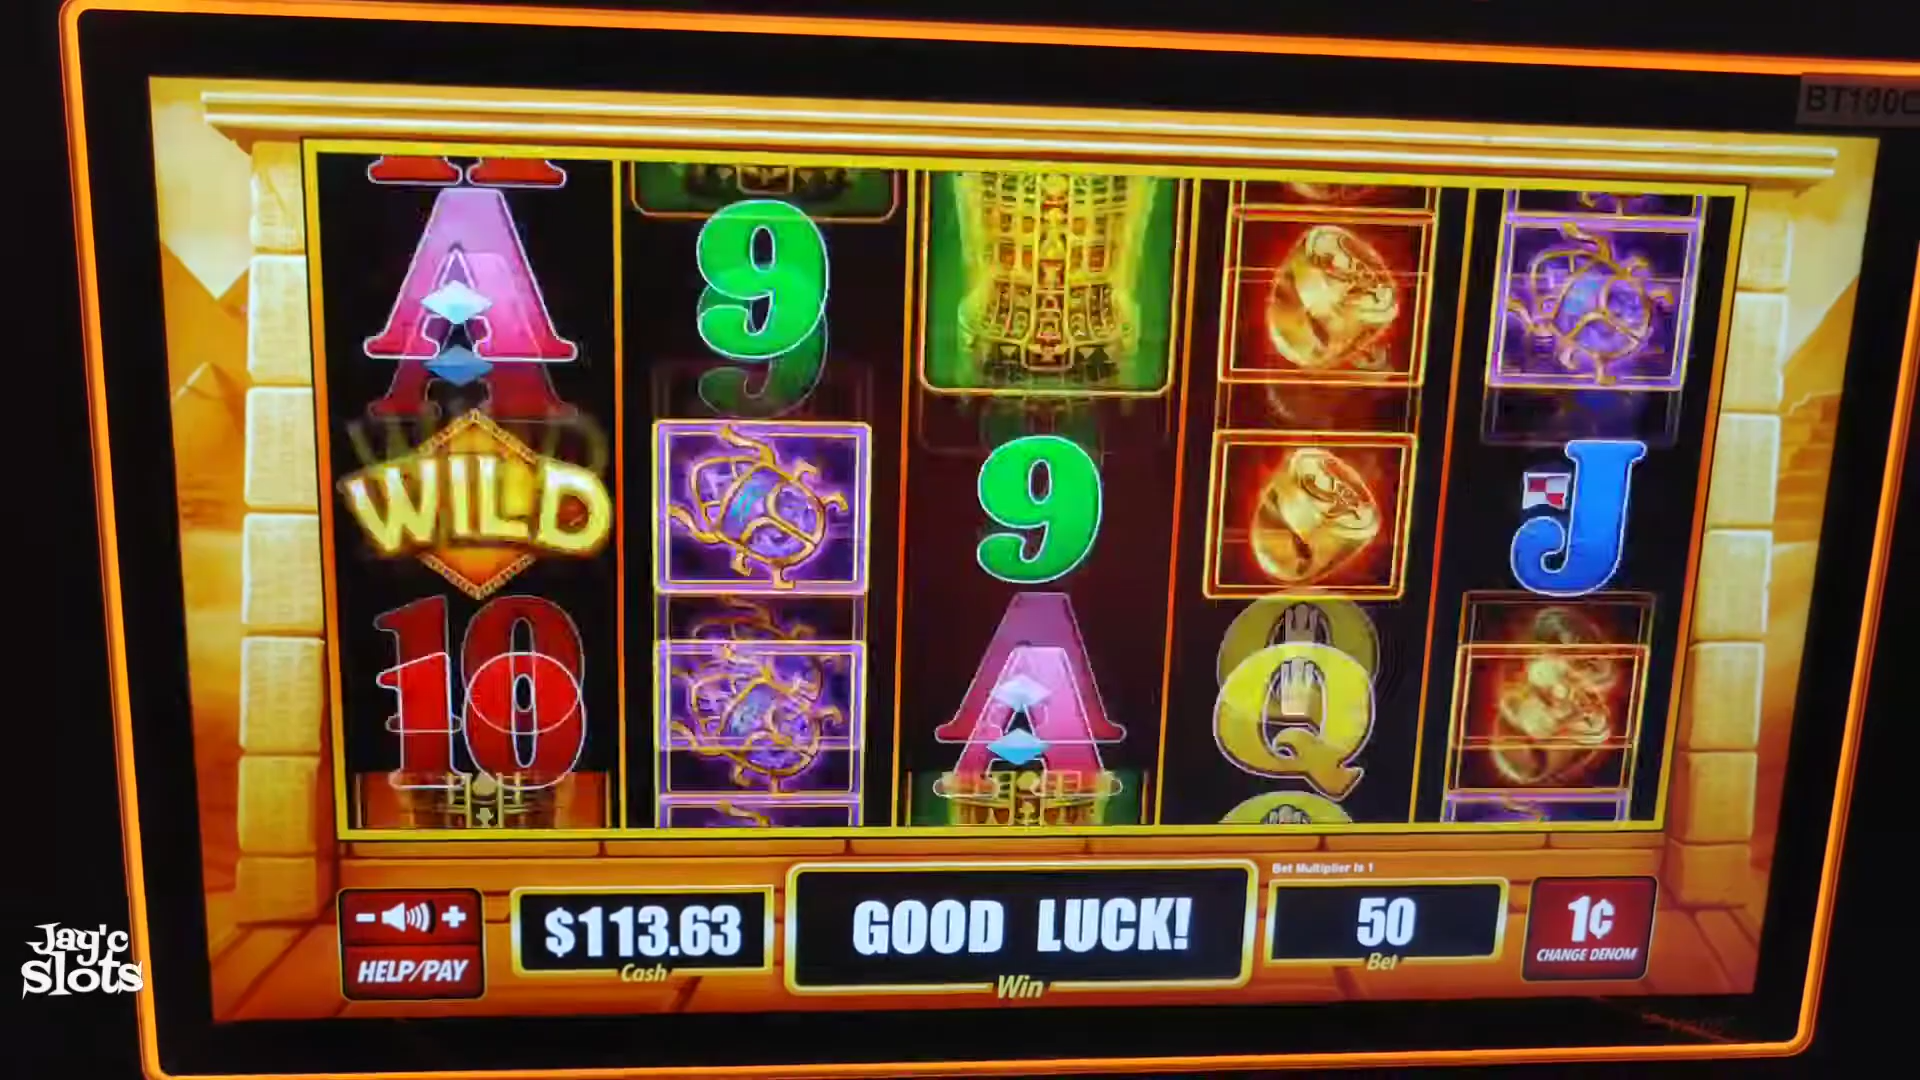 BT100C
A
9
WILD
9
J
10
A
Q
- +
HELP/PAY
$113.63
Cash
GOOD LUCK!
Win
Bet Multiplier is 1
50
Bet
1¢
CHANGE DENOM
Jay'c
Slots